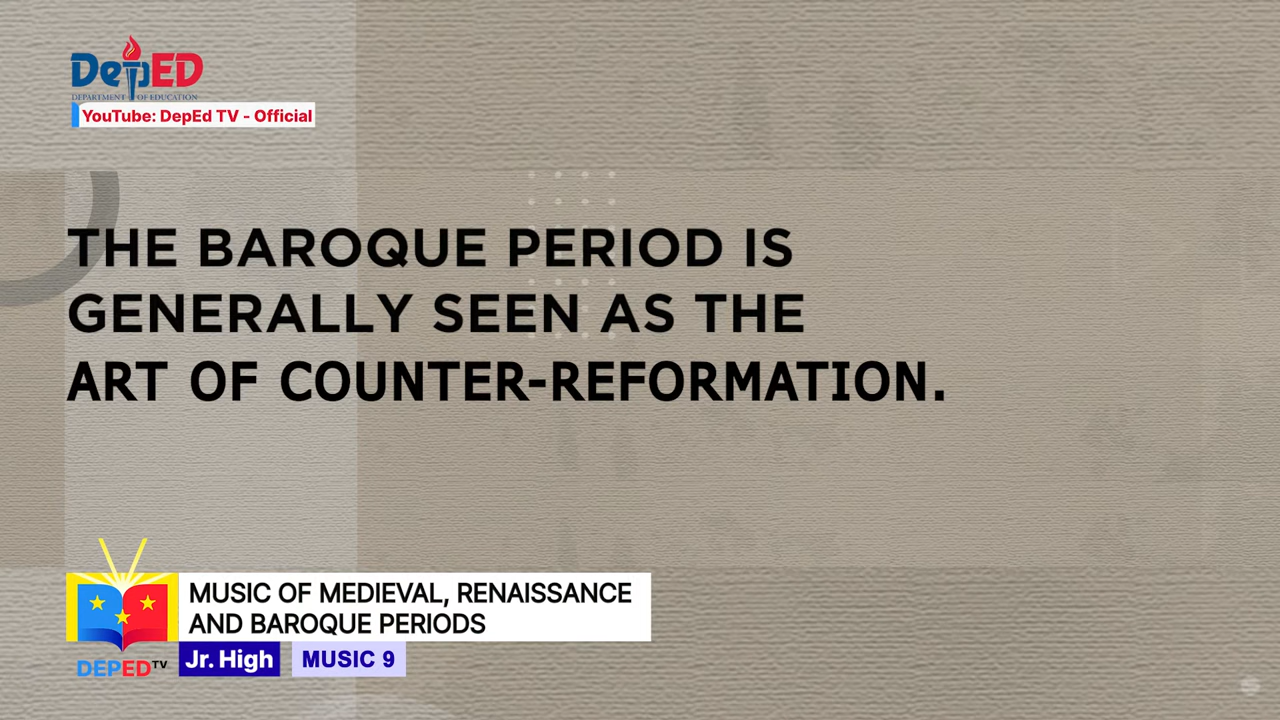 DepED
DEPARTMENT OF EDUCATION
YouTube: DepEd TV - Official
THE BAROQUE PERIOD IS
GENERALLY SEEN AS THE
ART OF COUNTER-REFORMATION.
MUSIC OF MEDIEVAL, RENAISSANCE
AND BAROQUE PERIODS
DEPED TV
Jr. High
MUSIC 9